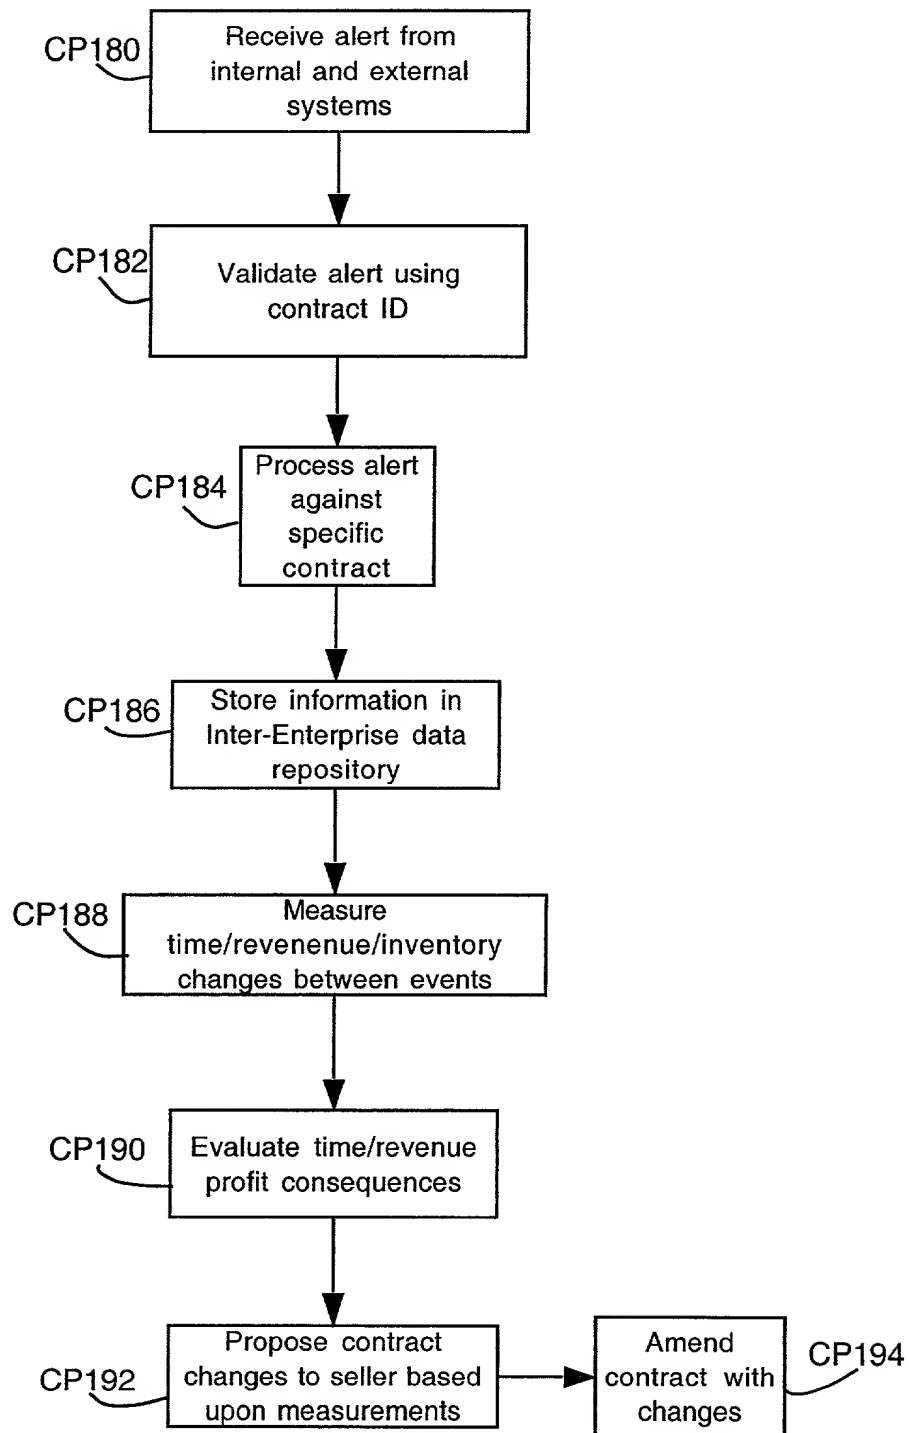 CP180
Receive alert from
internal and external
systems
CP182
Validate alert using
contract ID
CP184
Process alert
against
specific
contract
CP186
Store information in
Inter-Enterprise data
repository
CP188
Measure
time/revenenue/inventory
changes between events
CP190
Evaluate time/revenue
profit consequences
CP192
Propose contract
changes to seller based
upon measurements
Amend
contract with
changes
CP194